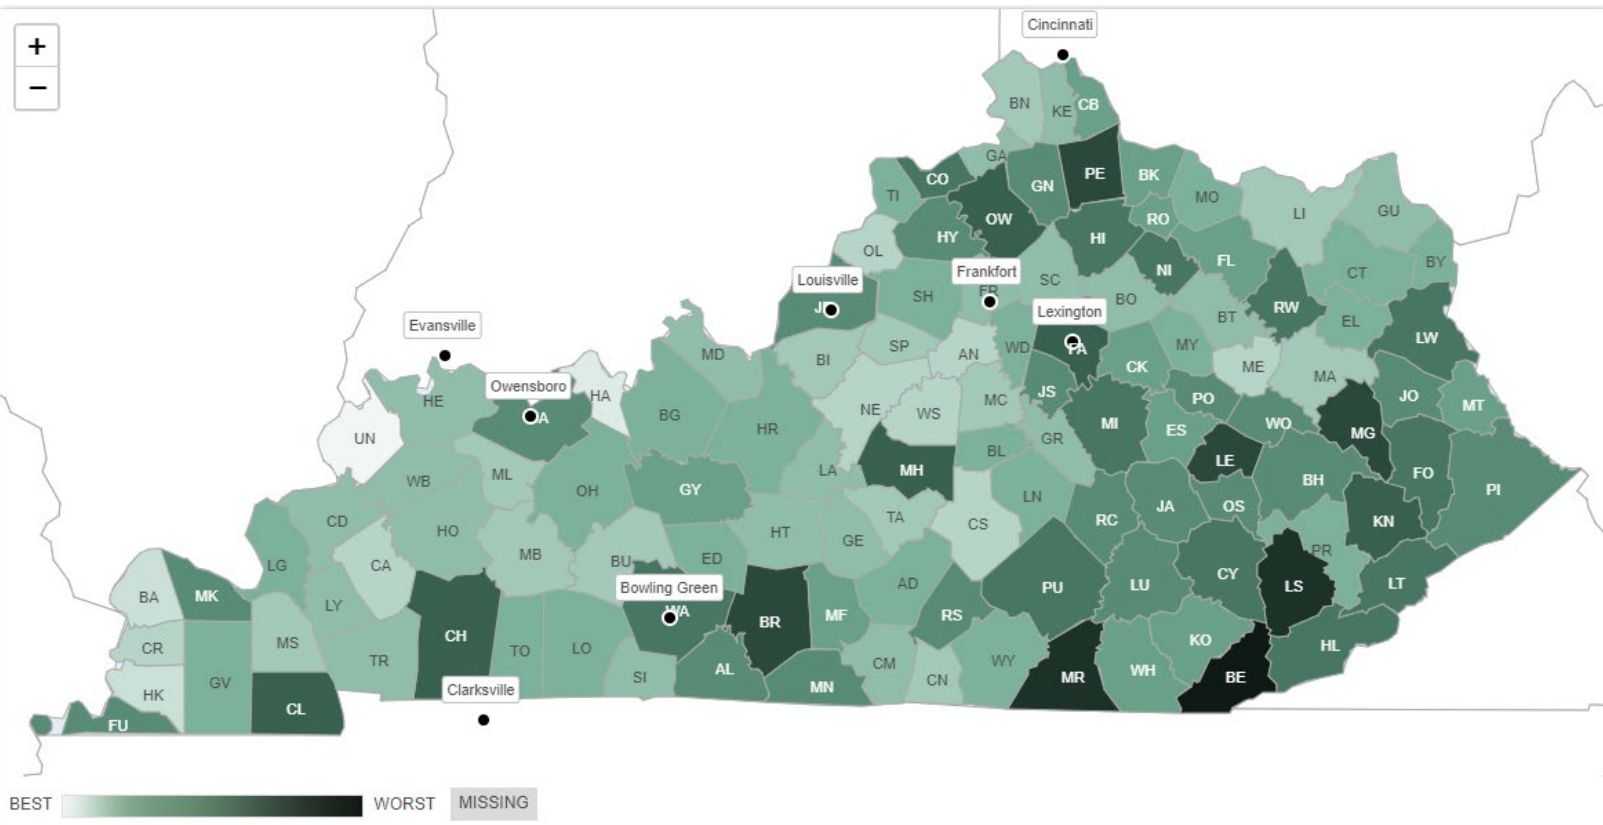 +
−
Cincinnati
BN
KE
CB
GA
PE
CO
GN
BK
TI
MO
OW
LI
GU
RO
HY
HI
OL
FL
BY
NI
CT
Frankfort
Louisville
SC
FR
SH
BO
J
RW
Lexington
BT
EL
Evansville
FA
LW
MY
SP
WD
AN
MD
BI
CK
ME
MA
Owensboro
JS
HA
JO
PO
HE
MC
MT
NE
WS
A
BG
MI
WO
HR
ES
MG
UN
GR
BL
LE
MH
LA
FO
ML
WB
BH
GY
OH
PI
LN
OS
JA
TA
RC
CD
KN
CS
HO
HT
GE
PR
MB
ED
BU
CA
LG
CY
AD
LT
LU
LS
PU
Bowling Green
BA
MK
LY
WA
MF
RS
BR
CH
KO
MS
HL
CR
LO
TO
TR
WY
CM
AL
WH
SI
MR
BE
CN
GV
MN
Clarksville
HK
CL
FU
BEST
WORST
MISSING